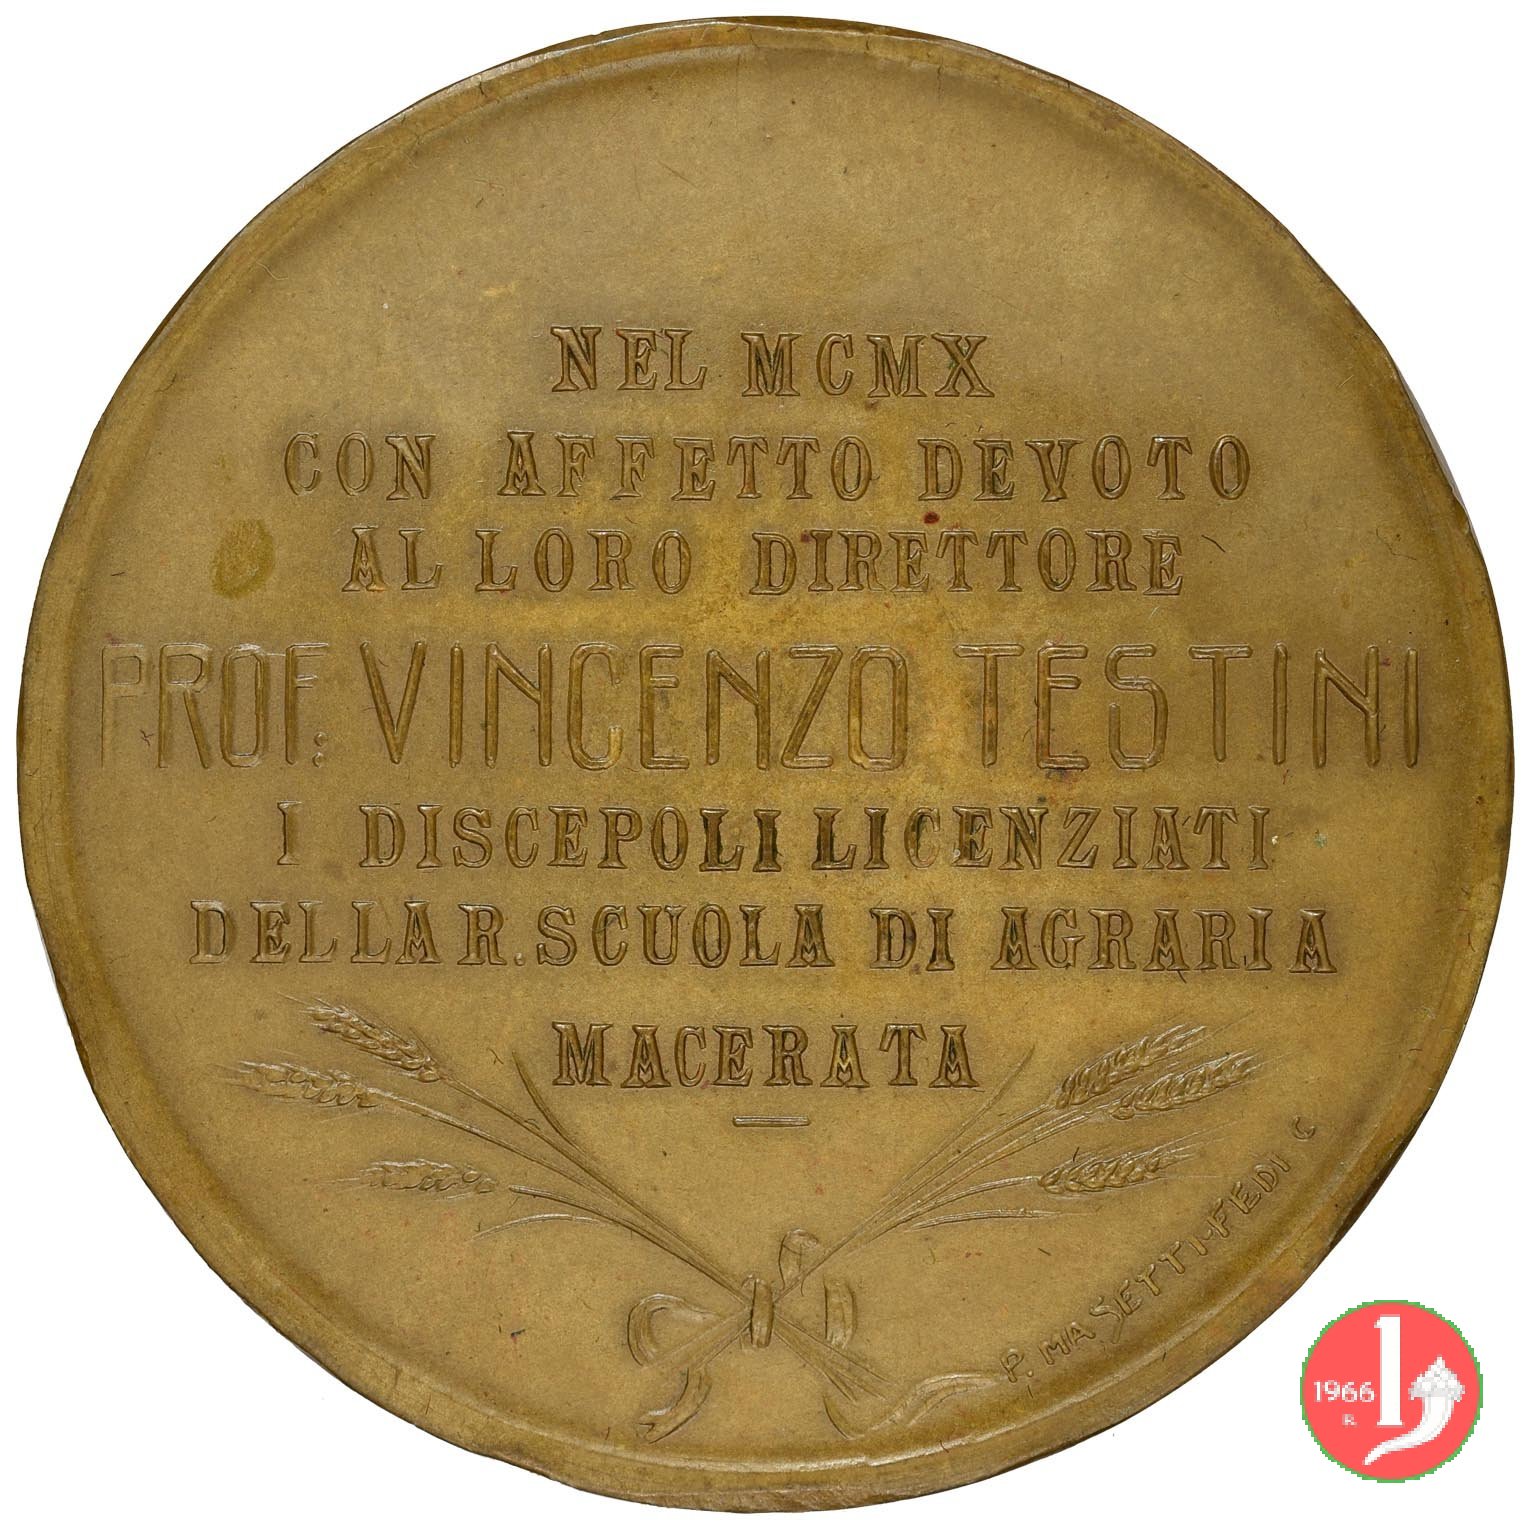 NEL MCMX
CON AFFETTO DEVOTO
AL LORO DIRETTORE
PROF: VINCENZO TESTINI
I DISCEPOLI LICENZIATI
DELLA R. SCUOLA DI AGRARIA
MACERATA
P. MASETTI-FEDI C
1966
R.
1